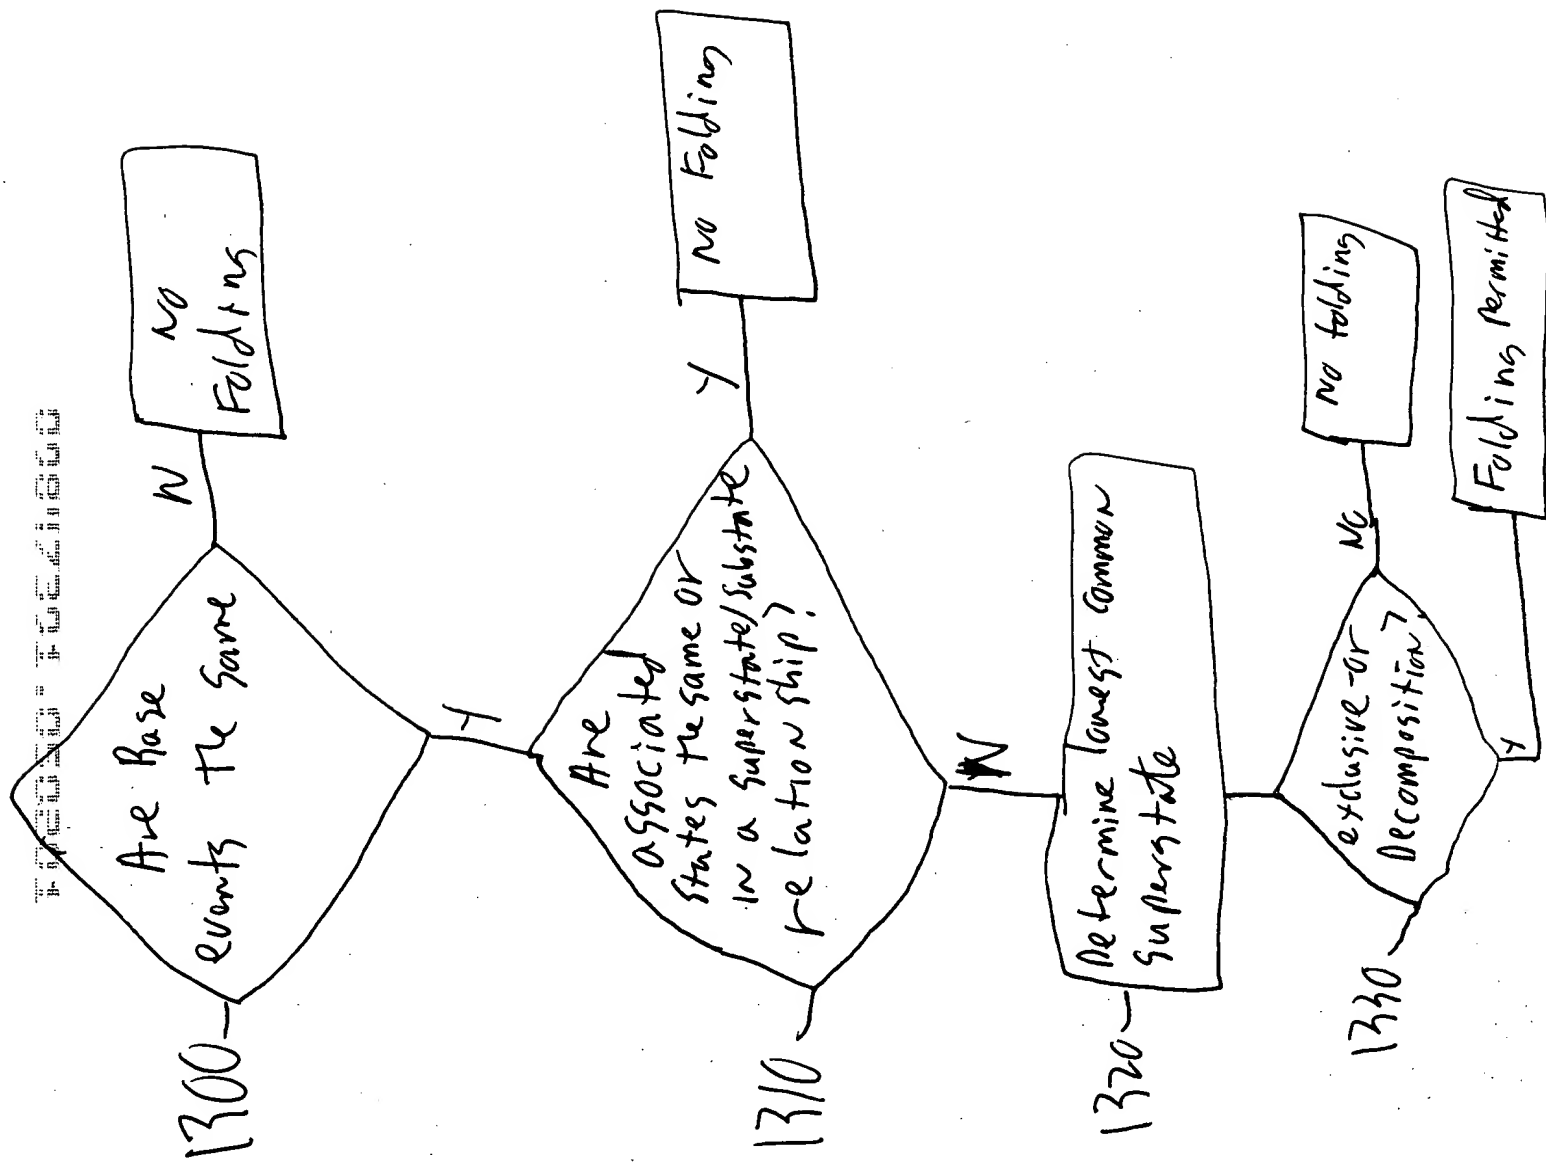 Are Base
events the same
N
No
Folding
1300
Y
Are
associated
states the same or
in a superstate/substate
relationship?
Y
No Folding
1310
N
Determine lowest common
superstate
1320
exclusive-or
Decomposition?
No
No folding
Y
Folding Permitted
1330